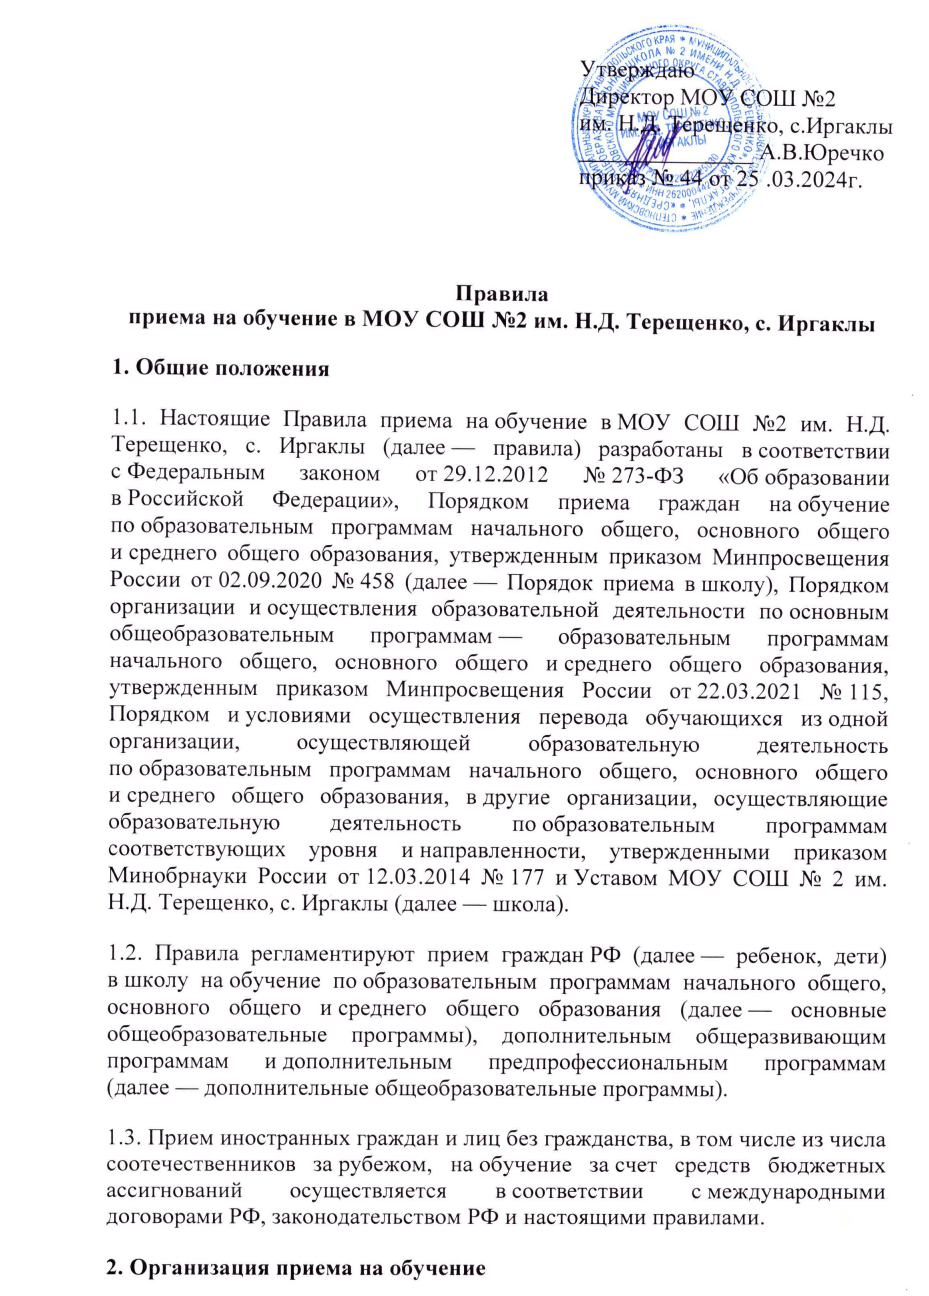 Утверждаю
Директор МОУ СОШ №2
им. Н.Д. Терещенко, с.Иргаклы
А.В.Юречко
приказ № 44 от 25 .03.2024г.
МОУ СОШ № 2
Правила
приема на обучение в МОУ СОШ №2 им. Н.Д. Терещенко, с. Иргаклы
1. Общие положения
1.1. Настоящие Правила приема на обучение в МОУ СОШ №2 им. Н.Д.
Терещенко, с. Иргаклы (далее — правила) разработаны в соответствии
с Федеральным законом от 29.12.2012 № 273-ФЗ «Об образовании
в Российской Федерации», Порядком приема граждан на обучение
по образовательным программам начального общего, основного общего
и среднего общего образования, утвержденным приказом Минпросвещения
России от 02.09.2020 № 458 (далее — Порядок приема в школу), Порядком
организации и осуществления образовательной деятельности по основным
общеобразовательным программам — образовательным программам
начального общего, основного общего и среднего общего образования,
утвержденным приказом Минпросвещения России от 22.03.2021 № 115,
Порядком и условиями осуществления перевода обучающихся из одной
организации, осуществляющей образовательную деятельность
по образовательным программам начального общего, основного общего
и среднего общего образования, в другие организации, осуществляющие
образовательную деятельность по образовательным программам
соответствующих уровня и направленности, утвержденными приказом
Минобрнауки России от 12.03.2014 № 177 и Уставом МОУ СОШ № 2 им.
Н.Д. Терещенко, с. Иргаклы (далее — школа).
1.2. Правила регламентируют прием граждан РФ (далее — ребенок, дети)
в школу на обучение по образовательным программам начального общего,
основного общего и среднего общего образования (далее — основные
общеобразовательные программы), дополнительным общеразвивающим
программам и дополнительным предпрофессиональным программам
(далее — дополнительные общеобразовательные программы).
1.3. Прием иностранных граждан и лиц без гражданства, в том числе из числа
соотечественников за рубежом, на обучение за счет средств бюджетных
ассигнований осуществляется в соответствии с международными
договорами РФ, законодательством РФ и настоящими правилами.
2. Организация приема на обучение